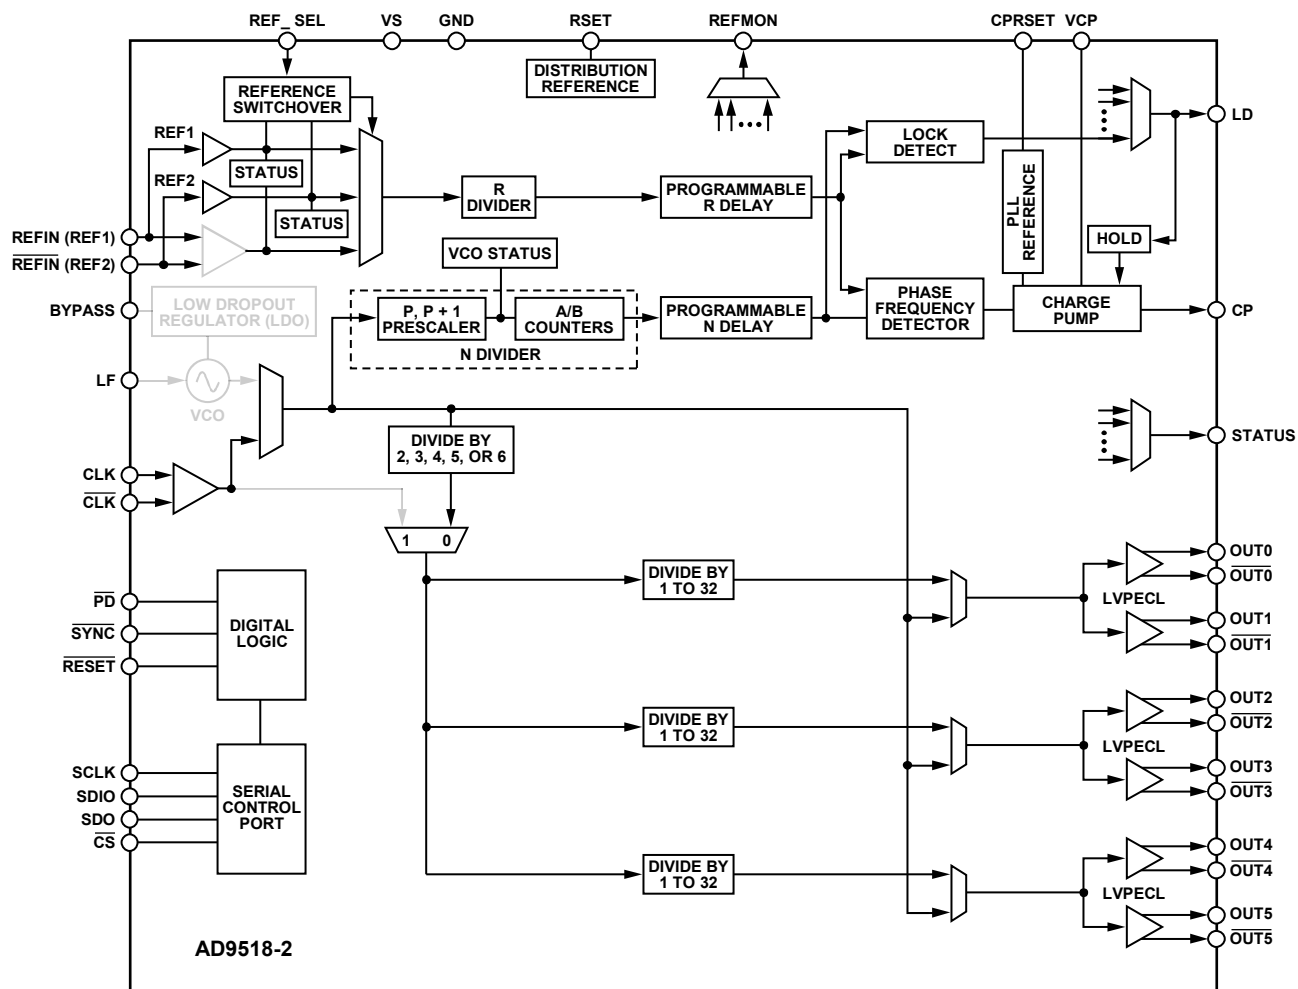 REF_SEL
VS
GND
RSET
REFMON
CPRSET
VCP
DISTRIBUTION
REFERENCE
REFERENCE
SWITCHOVER
REF1
STATUS
REF2
STATUS
R
DIVIDER
PROGRAMMABLE
R DELAY
LOCK
DETECT
PLL
REFERENCE
LD
HOLD
REFIN (REF1)
REFIN (REF2)
VCO STATUS
BYPASS
LOW DROPOUT
REGULATOR (LDO)
P, P + 1
PRESCALER
A/B
COUNTERS
N DIVIDER
PROGRAMMABLE
N DELAY
PHASE
FREQUENCY
DETECTOR
CHARGE
PUMP
CP
LF
VCO
STATUS
DIVIDE BY
2, 3, 4, 5, OR 6
CLK
CLK
1 0
DIVIDE BY
1 TO 32
OUT0
OUT0
LVPECL
OUT1
OUT1
PD
SYNC
RESET
DIGITAL
LOGIC
DIVIDE BY
1 TO 32
OUT2
OUT2
LVPECL
OUT3
OUT3
SCLK
SDIO
SDO
CS
SERIAL
CONTROL
PORT
DIVIDE BY
1 TO 32
OUT4
OUT4
LVPECL
OUT5
OUT5
AD9518-2